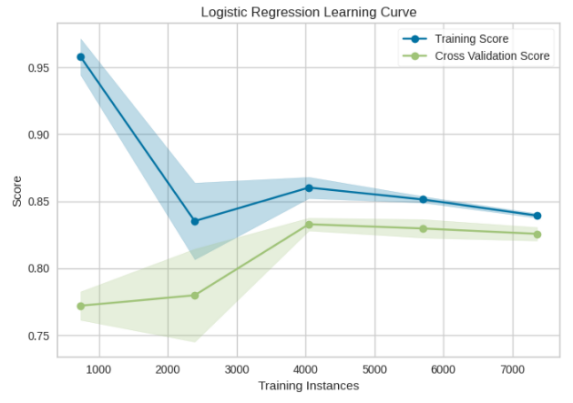 Logistic Regression Learning Curve
Training Score
Cross Validation Score
Score
0.95
0.90
0.85
0.80
0.75
1000 2000 3000 4000 5000 6000 7000
Training Instances